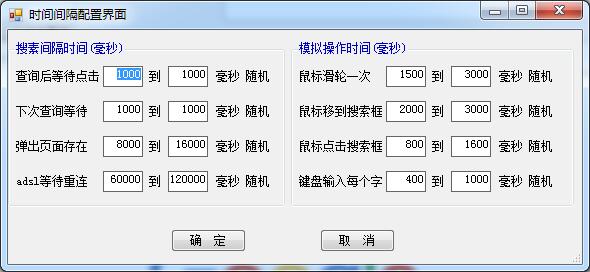 时间间隔配置界面
搜索间隔时间(毫秒)
查询后等待点击 1000 到 1000 毫秒 随机
下次查询等待 1000 到 1000 毫秒 随机
弹出页面存在 8000 到 16000 毫秒 随机
adsl等待重连 60000 到 120000 毫秒 随机
模拟操作时间(毫秒)
鼠标滑轮一次 1500 到 3000 毫秒 随机
鼠标移到搜索框 2000 到 3000 毫秒 随机
鼠标点击搜索框 800 到 1600 毫秒 随机
键盘输入每个字 400 到 1000 毫秒 随机
确 定 取 消